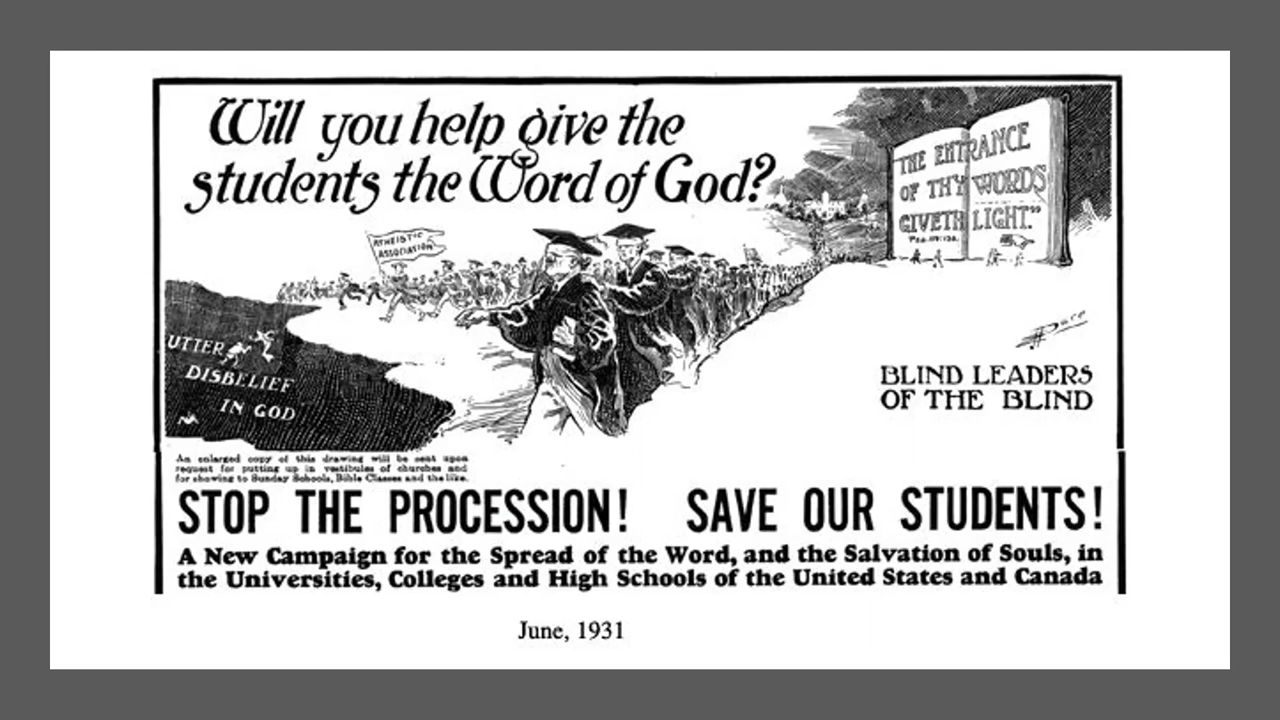 Will you help give the
students the Word of God?
"THE ENTRANCE
OF THY WORDS
GIVETH LIGHT."
Psa. 119:130.
ATHEISTIC
ASSOCIATION
UTTER
DISBELIEF
IN GOD
BLIND LEADERS
OF THE BLIND
An enlarged copy of this drawing will be sent upon
request for putting up in vestibules of churches and
for showing to Sunday Schools, Bible Classes and the like.
STOP THE PROCESSION! SAVE OUR STUDENTS!
A New Campaign for the Spread of the Word, and the Salvation of Souls, in
the Universities, Colleges and High Schools of the United States and Canada
June, 1931